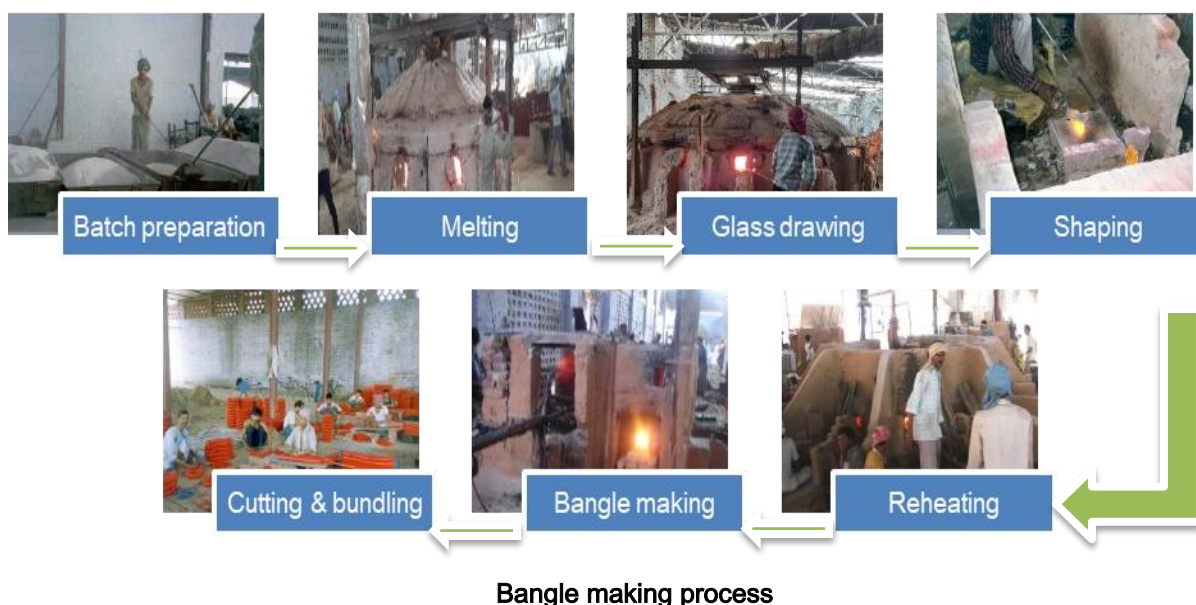 Batch preparation
Melting
Glass drawing
Shaping
Reheating
Bangle making
Cutting & bundling
Bangle making process